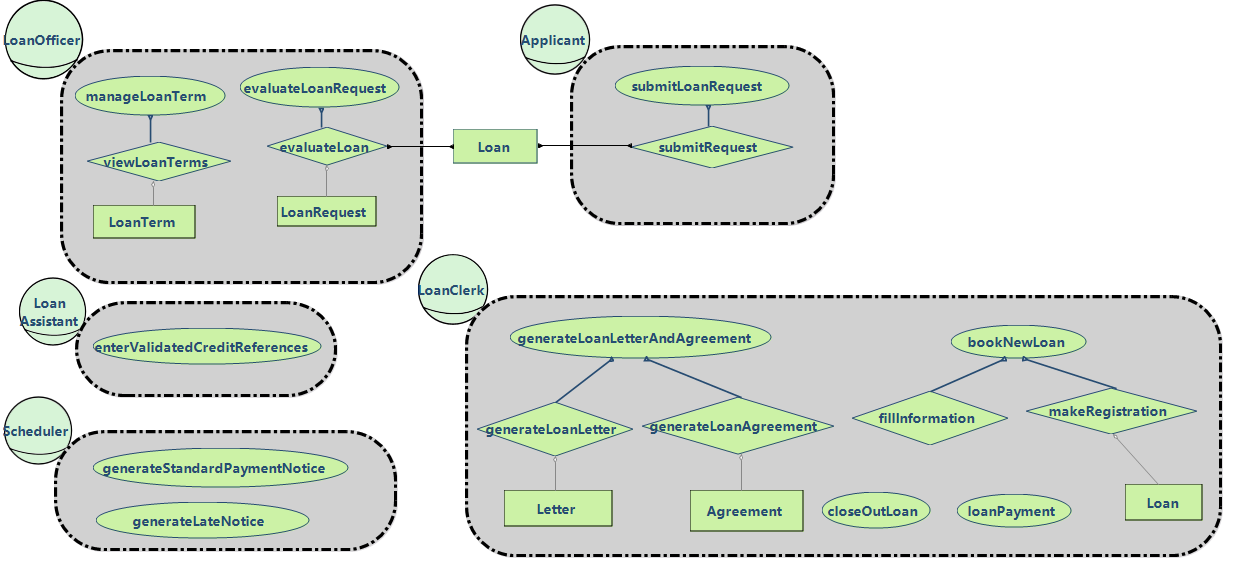 LoanOfficer
manageLoanTerm
evaluateLoanRequest
viewLoanTerms
evaluateLoan
LoanTerm
LoanRequest
Loan
Applicant
submitLoanRequest
submitRequest
Loan
Assistant
enterValidatedCreditReferences
Scheduler
generateStandardPaymentNotice
generateLateNotice
LoanClerk
generateLoanLetterAndAgreement
bookNewLoan
generateLoanLetter
generateLoanAgreement
fillInformation
makeRegistration
Letter
Agreement
closeOutLoan
loanPayment
Loan